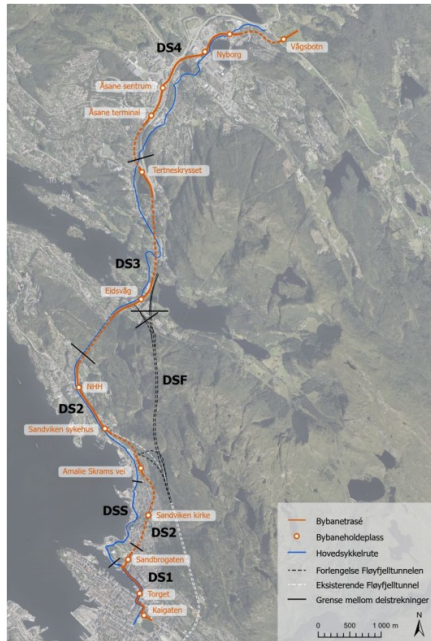 DS4
Vågsbotn
Nyborg
Åsane sentrum
Åsane terminal
Tertneskrysset
DS3
Eidsvåg
DSF
NHH
DS2
Sandviken sykehus
Amalie Skrams vei
DSS
Sandviken kirke
DS2
Sandbrogaten
DS1
Torget
Kaigaten
Bybanetrasé
Bybaneholdeplass
Hovedsykkelrute
Forlengelse Fløyfjelltunnelen
Eksisterende Fløyfjelltunnel
Grense mellom delstrekninger
N
0 500 1 000 m